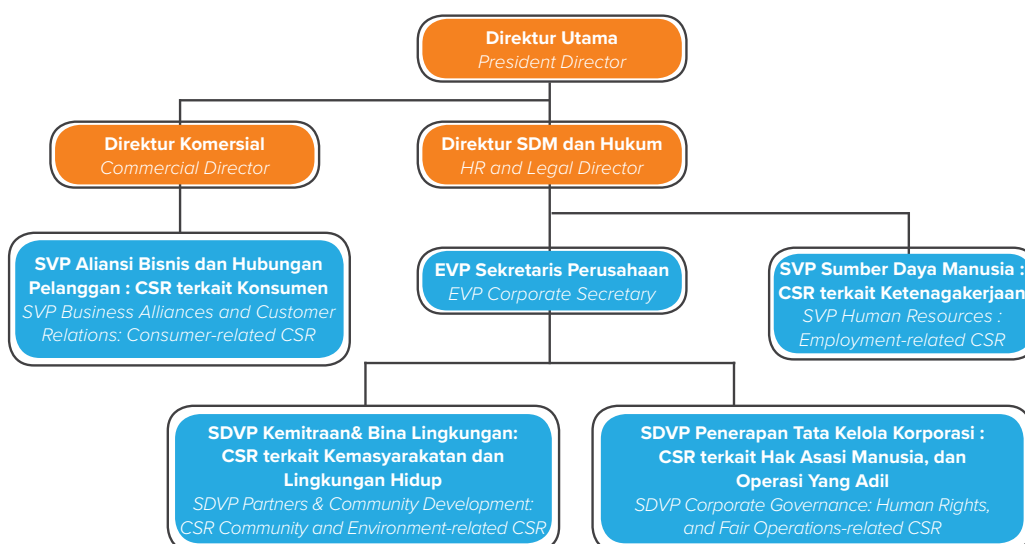 Direktur Utama
President Director
Direktur Komersial
Commercial Director
Direktur SDM dan Hukum
HR and Legal Director
SVP Aliansi Bisnis dan Hubungan
Pelanggan : CSR terkait Konsumen
SVP Business Alliances and Customer
Relations: Consumer-related CSR
EVP Sekretaris Perusahaan
EVP Corporate Secretary
SVP Sumber Daya Manusia :
CSR terkait Ketenagakerjaan
SVP Human Resources :
Employment-related CSR
SDVP Kemitraan& Bina Lingkungan:
CSR terkait Kemasyarakatan dan
Lingkungan Hidup
SDVP Partners & Community Development:
CSR Community and Environment-related CSR
SDVP Penerapan Tata Kelola Korporasi :
CSR terkait Hak Asasi Manusia, dan
Operasi Yang Adil
SDVP Corporate Governance: Human Rights,
and Fair Operations-related CSR